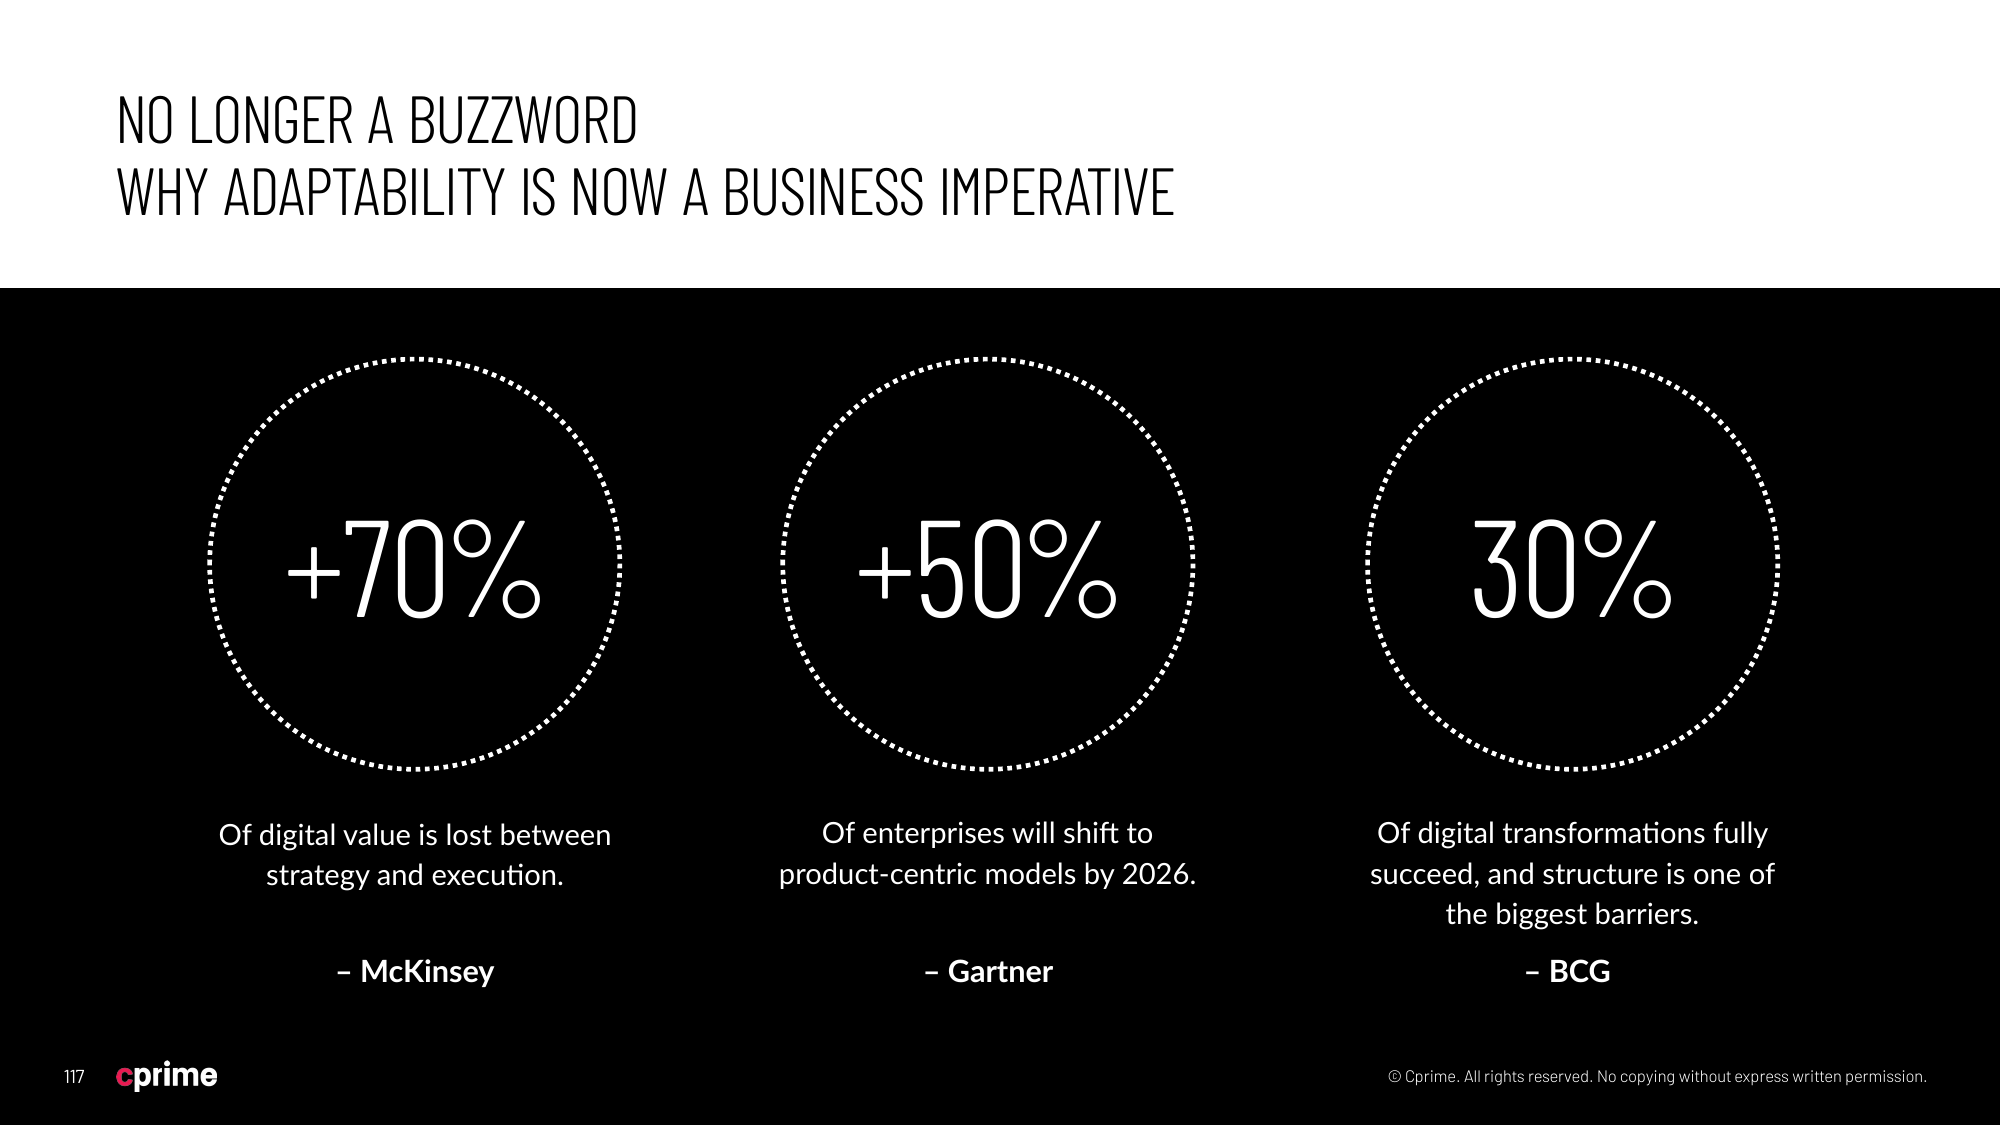 NO LONGER A BUZZWORD
WHY ADAPTABILITY IS NOW A BUSINESS IMPERATIVE
+70%
Of digital value is lost between
strategy and execution.
– McKinsey
+50%
Of enterprises will shift to
product-centric models by 2026.
– Gartner
30%
Of digital transformations fully
succeed, and structure is one of
the biggest barriers.
– BCG
117
cprime
© Cprime. All rights reserved. No copying without express written permission.